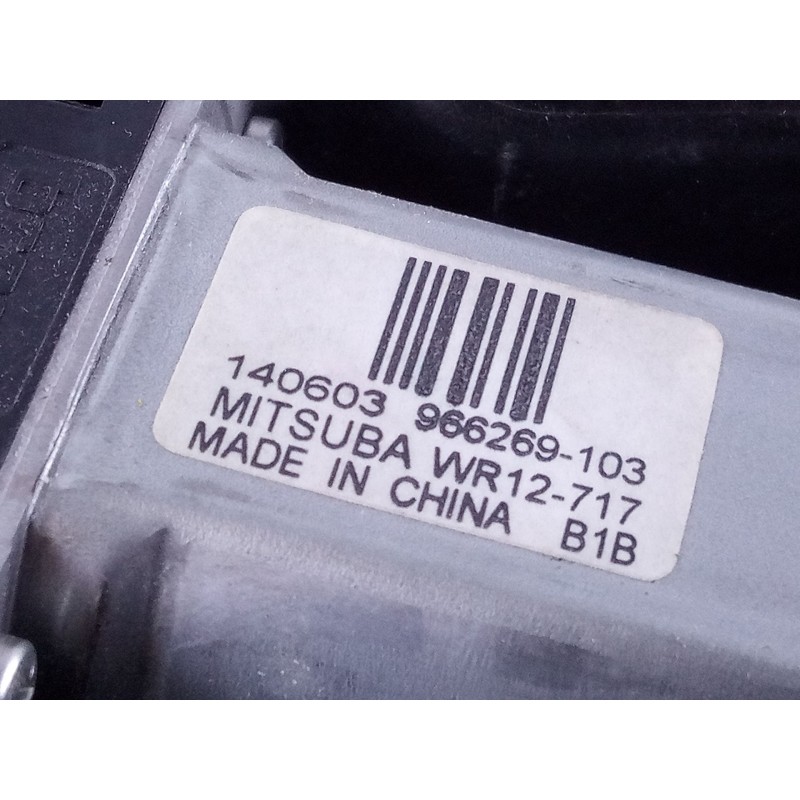 140603 966269-103
MITSUBA WR12-717
MADE IN CHINA B1B